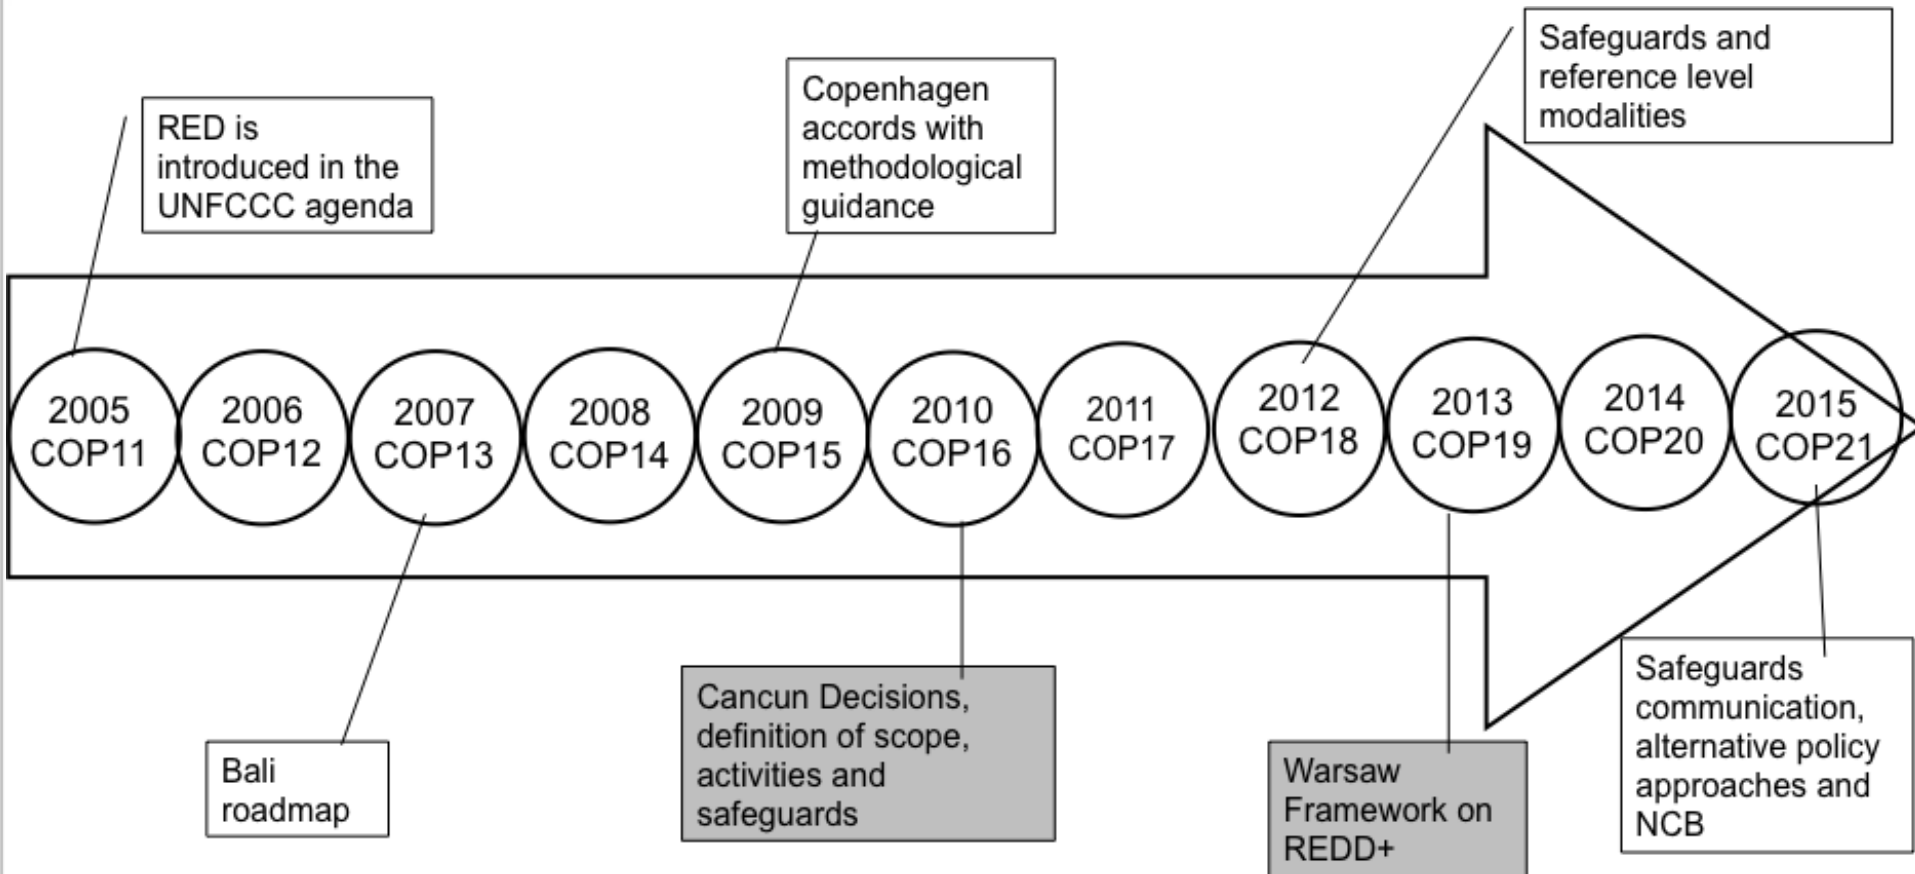 Safeguards and
reference level
modalities
Copenhagen
accords with
methodological
guidance
RED is
introduced in the
UNFCCC agenda
2005
COP11
2006
COP12
2007
COP13
2008
COP14
2009
COP15
2010
COP16
2011
COP17
2012
COP18
2013
COP19
2014
COP20
2015
COP21
Bali
roadmap
Cancun Decisions,
definition of scope,
activities and
safeguards
Warsaw
Framework on
REDD+
Safeguards
communication,
alternative policy
approaches and
NCB